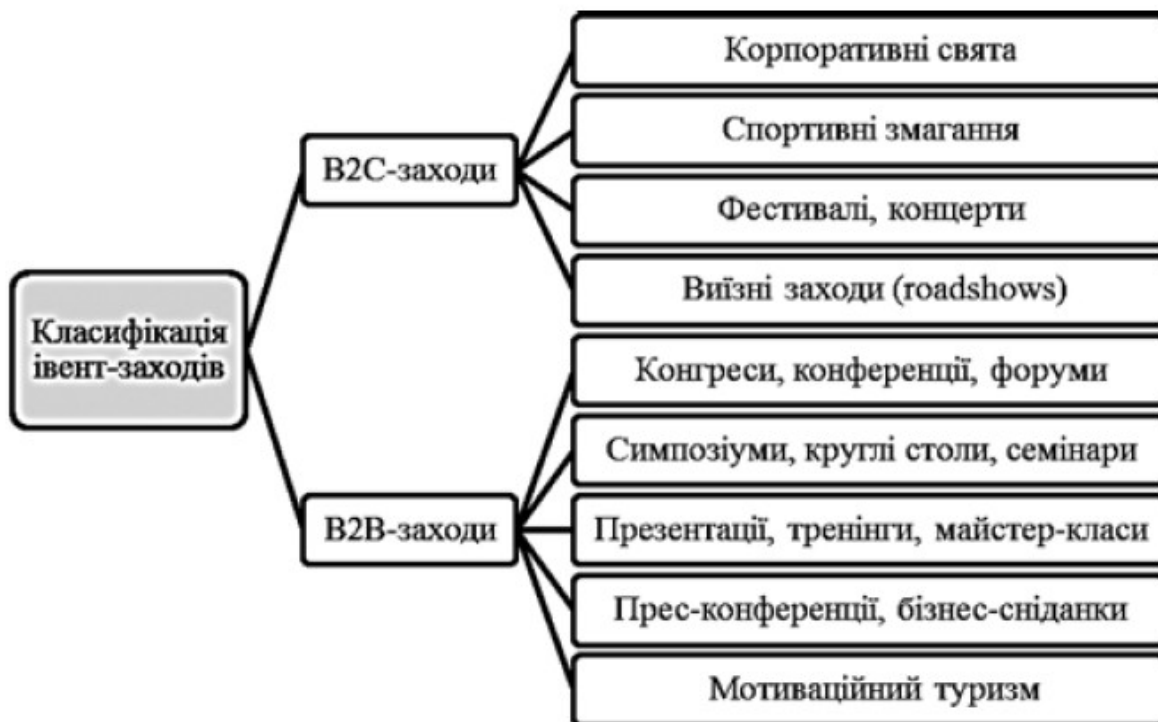 Класифікація
івент-заходів
B2C-заходи
Корпоративні свята
Спортивні змагання
Фестивалі, концерти
Виїзні заходи (roadshows)
B2B-заходи
Конгреси, конференції, форуми
Симпозіуми, круглі столи, семінари
Презентації, тренінги, майстер-класи
Прес-конференції, бізнес-сніданки
Мотиваційний туризм